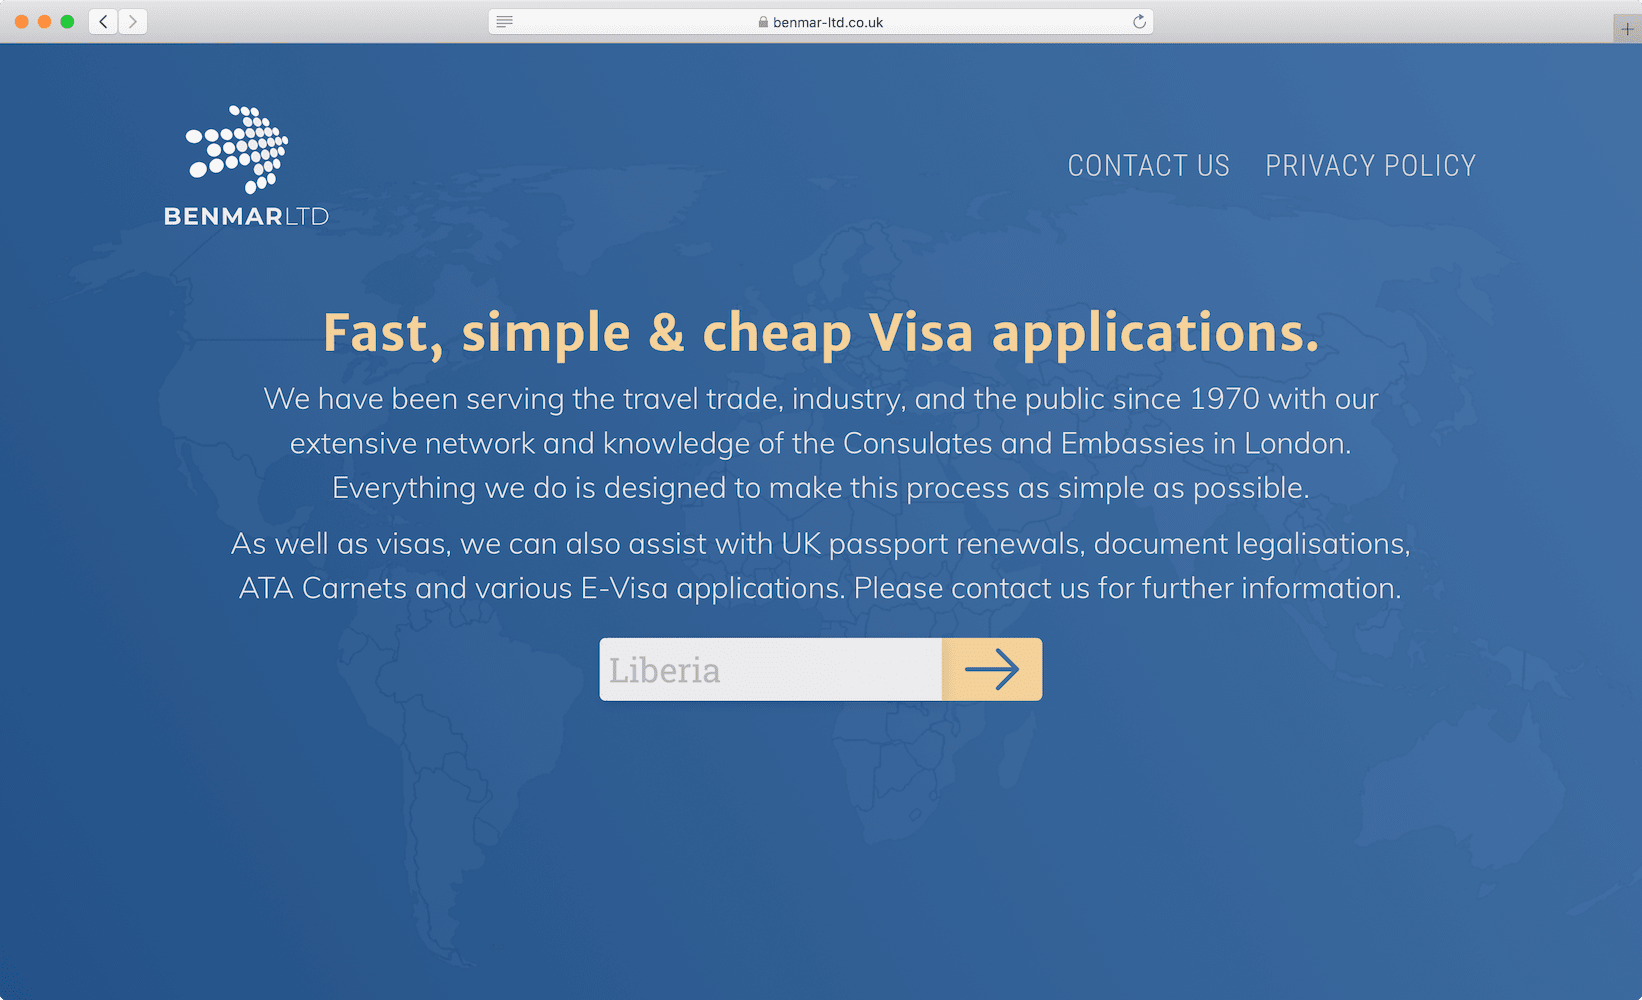 benmar-ltd.co.uk
BENMARLTD
CONTACT US PRIVACY POLICY
Fast, simple & cheap Visa applications.
We have been serving the travel trade, industry, and the public since 1970 with our
extensive network and knowledge of the Consulates and Embassies in London.
Everything we do is designed to make this process as simple as possible.
As well as visas, we can also assist with UK passport renewals, document legalisations,
ATA Carnets and various E-Visa applications. Please contact us for further information.
Liberia